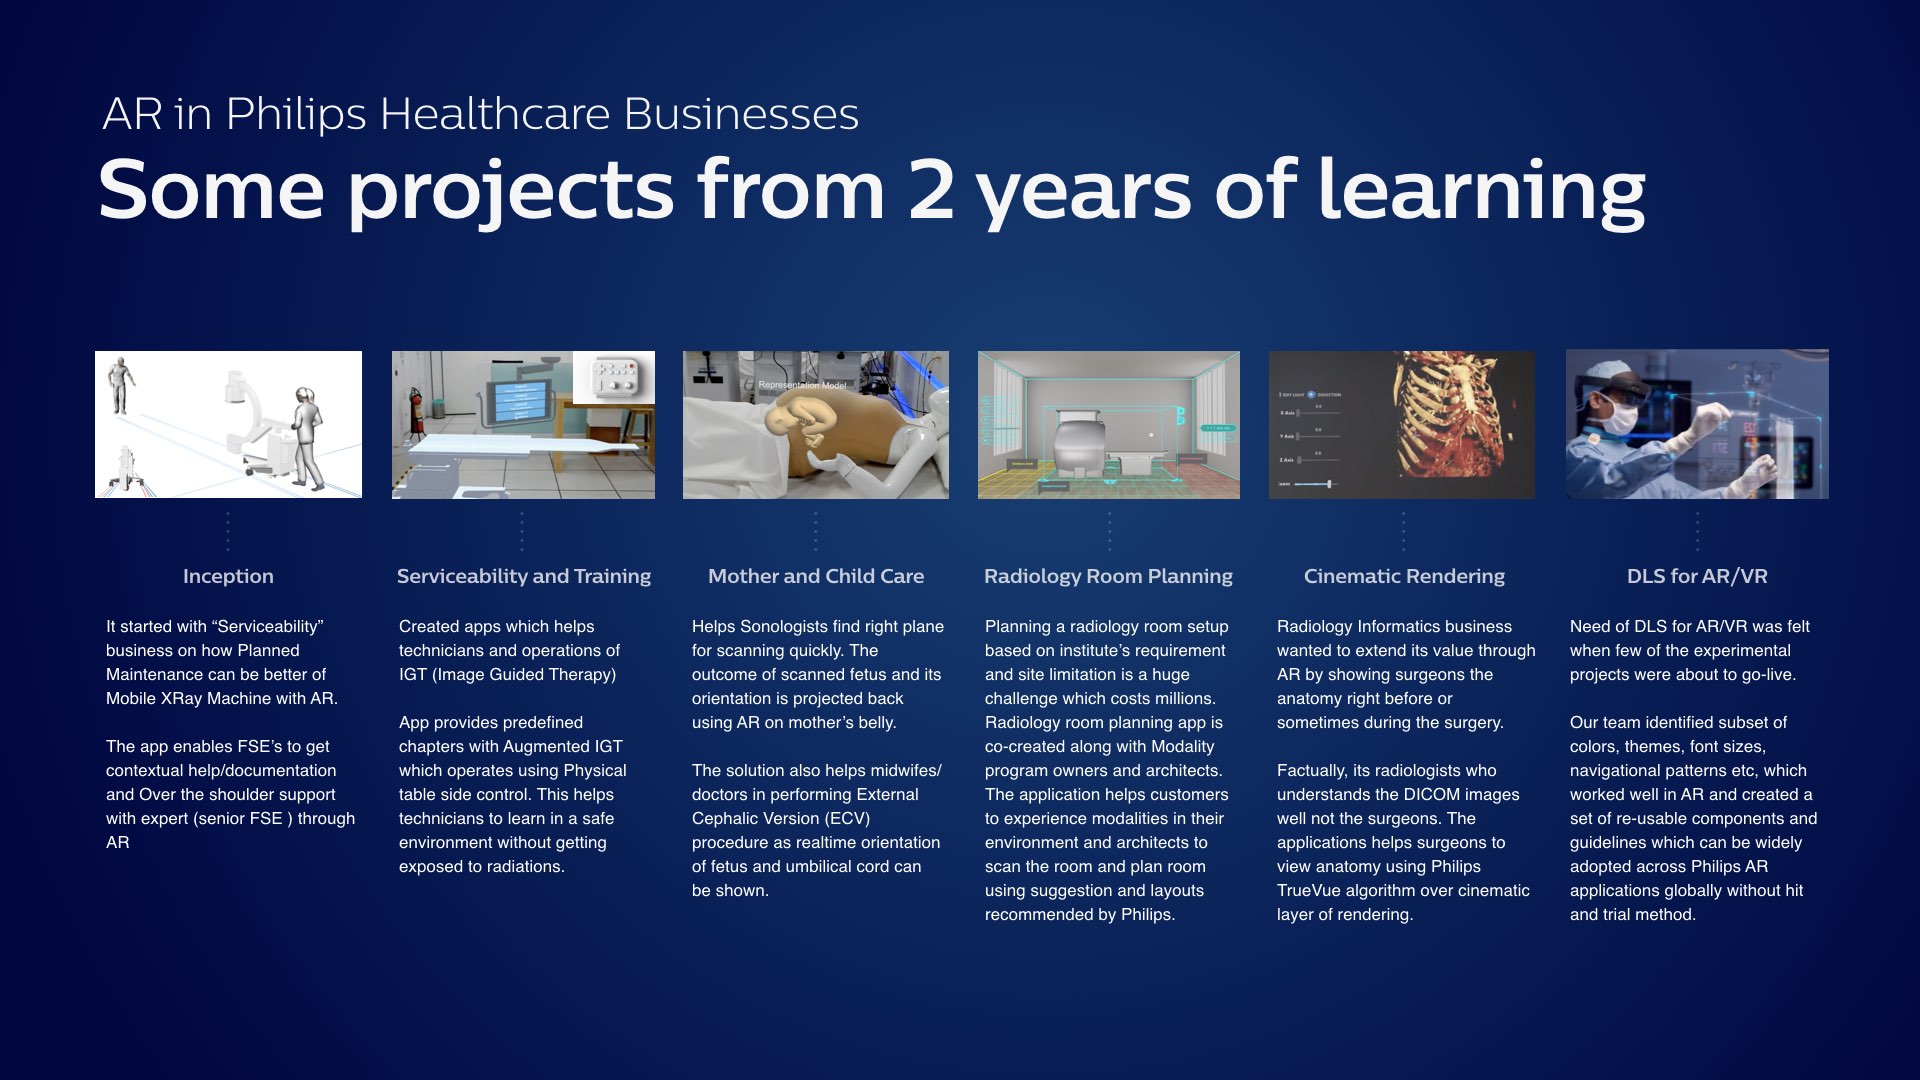 AR in Philips Healthcare Businesses
Some projects from 2 years of learning
Representation Model
DISSECTION
X Axis
Y Axis
Z Axis
Inception
It started with “Serviceability”
business on how Planned
Maintenance can be better of
Mobile XRay Machine with AR.
The app enables FSE’s to get
contextual help/documentation
and Over the shoulder support
with expert (senior FSE ) through
AR
Serviceability and Training
Created apps which helps
technicians and operations of
IGT (Image Guided Therapy)
App provides predefined
chapters with Augmented IGT
which operates using Physical
table side control. This helps
technicians to learn in a safe
environment without getting
exposed to radiations.
Mother and Child Care
Helps Sonologists find right plane
for scanning quickly. The
outcome of scanned fetus and its
orientation is projected back
using AR on mother’s belly.
The solution also helps midwifes/
doctors in performing External
Cephalic Version (ECV)
procedure as realtime orientation
of fetus and umbilical cord can
be shown.
Radiology Room Planning
Planning a radiology room setup
based on institute’s requirement
and site limitation is a huge
challenge which costs millions.
Radiology room planning app is
co-created along with Modality
program owners and architects.
The application helps customers
to experience modalities in their
environment and architects to
scan the room and plan room
using suggestion and layouts
recommended by Philips.
Cinematic Rendering
Radiology Informatics business
wanted to extend its value through
AR by showing surgeons the
anatomy right before or
sometimes during the surgery.
Factually, its radiologists who
understands the DICOM images
well not the surgeons. The
applications helps surgeons to
view anatomy using Philips
TrueVue algorithm over cinematic
layer of rendering.
DLS for AR/VR
Need of DLS for AR/VR was felt
when few of the experimental
projects were about to go-live.
Our team identified subset of
colors, themes, font sizes,
navigational patterns etc, which
worked well in AR and created a
set of re-usable components and
guidelines which can be widely
adopted across Philips AR
applications globally without hit
and trial method.